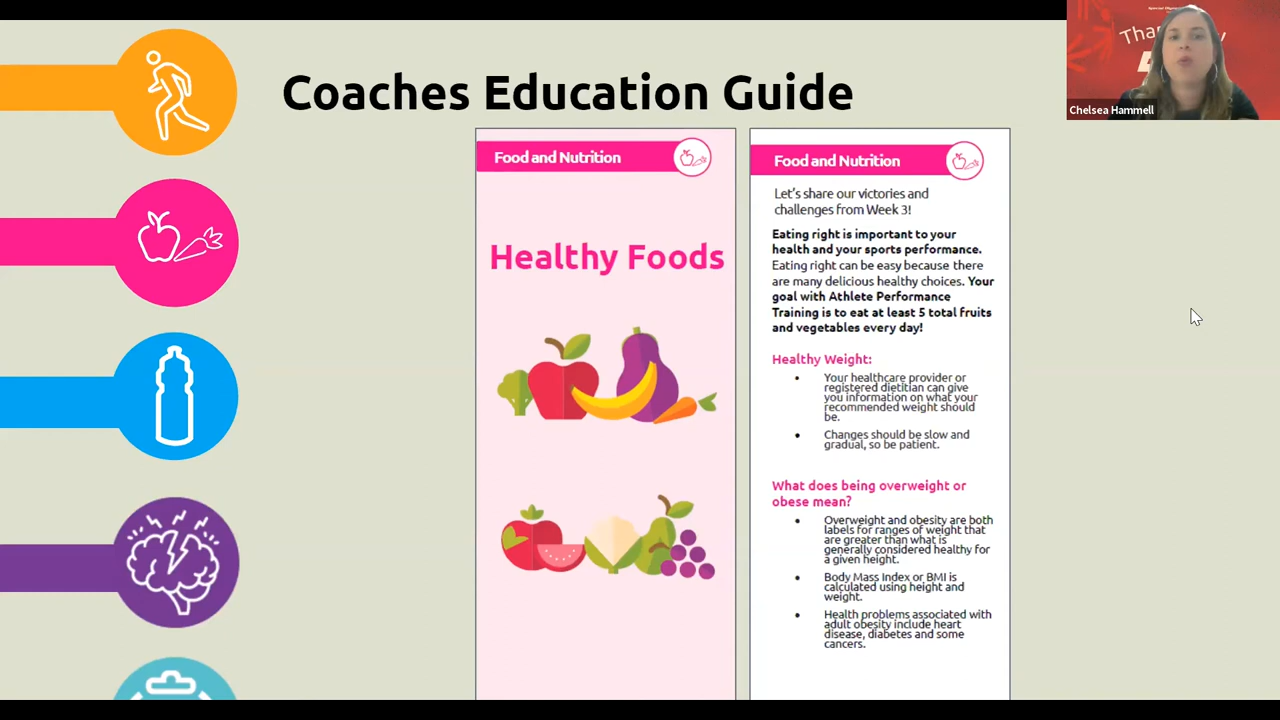 Coaches Education Guide
Chelsea Hammell
Food and Nutrition
Healthy Foods
Food and Nutrition
Let's share our victories and
challenges from Week 3!
Eating right is important to your
health and your sports performance.
Eating right can be easy because there
are many delicious healthy choices. Your
goal with Athlete Performance
Training is to eat at least 5 total fruits
and vegetables every day!
Healthy Weight:
• Your healthcare provider or
registered dietitian can give
you information on what your
recommended weight should
be.
• Changes should be slow and
gradual, so be patient.
What does being overweight or
obese mean?
• Overweight and obesity are both
labels for ranges of weight that
are greater than what is
generally considered healthy for
a given height.
• Body Mass Index or BMI is
calculated using height and
weight.
• Health problems associated with
adult obesity include heart
disease, diabetes and some
cancers.